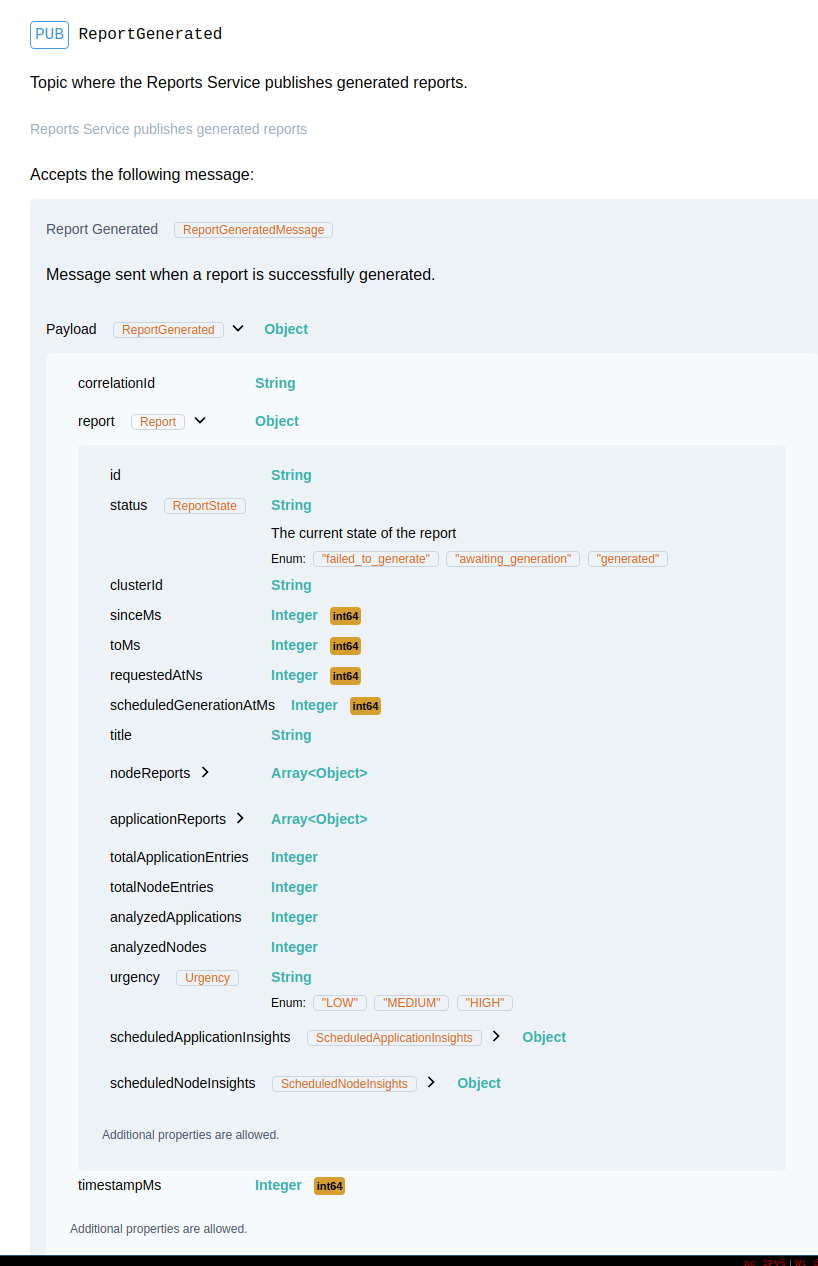 PUB ReportGenerated
Topic where the Reports Service publishes generated reports.
Reports Service publishes generated reports
Accepts the following message:
Report Generated ReportGeneratedMessage
Message sent when a report is successfully generated.
Payload ReportGenerated Object
correlationId String
report Report Object
id String
status ReportState String
The current state of the report
Enum: "failed_to_generate" "awaiting_generation" "generated"
clusterId String
sinceMs Integer int64
toMs Integer int64
requestedAtNs Integer int64
scheduledGenerationAtMs Integer int64
title String
nodeReports Array<Object>
applicationReports Array<Object>
totalApplicationEntries Integer
totalNodeEntries Integer
analyzedApplications Integer
analyzedNodes Integer
urgency Urgency String
Enum: "LOW" "MEDIUM" "HIGH"
scheduledApplicationInsights ScheduledApplicationInsights Object
scheduledNodeInsights ScheduledNodeInsights Object
Additional properties are allowed.
timestampMs Integer int64
Additional properties are allowed.
no IPv6